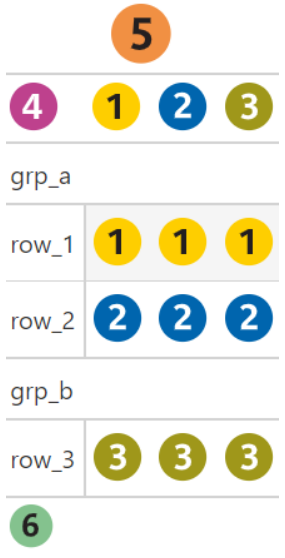 5
4 1 2 3
grp_a
row_1 1 1 1
row_2 2 2 2
grp_b
row_3 3 3 3
6